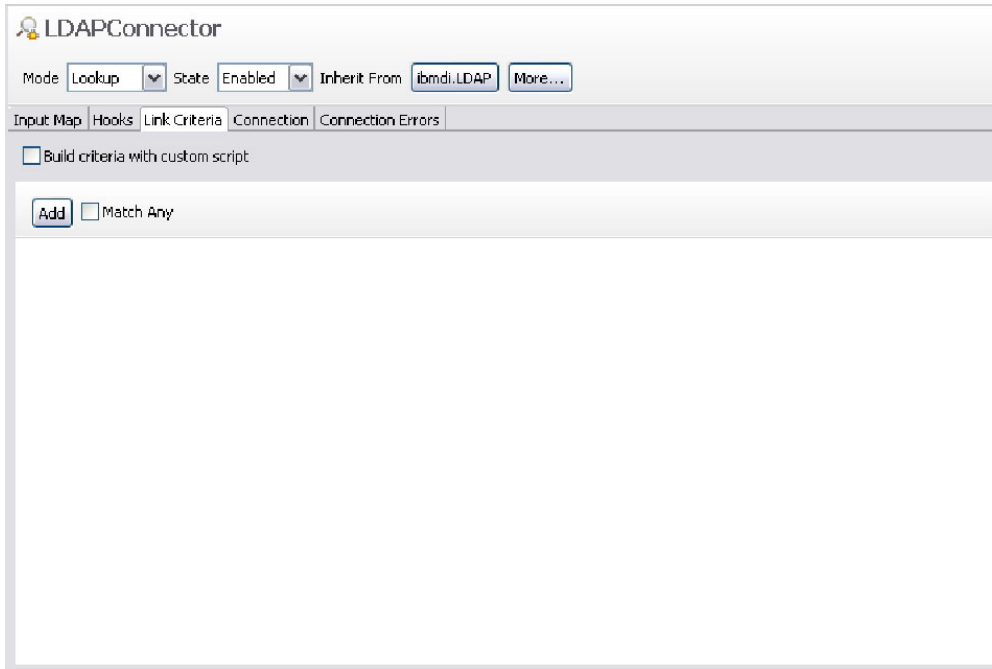 LDAPConnector
Mode Lookup State Enabled Inherit From ibmdi.LDAP More...
Input Map Hooks Link Criteria Connection Connection Errors
Build criteria with custom script
Add Match Any